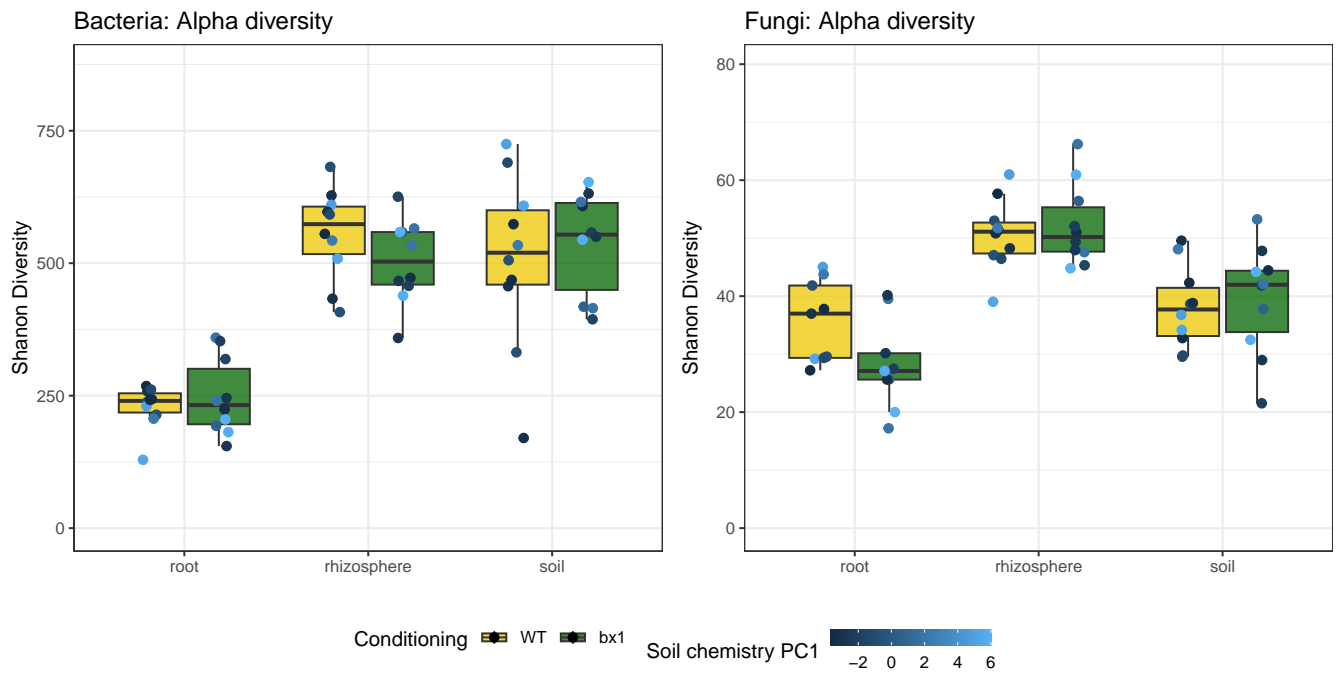 Bacteria: Alpha diversity
Shanon Diversity
750
500
250
0
root rhizosphere soil
Fungi: Alpha diversity
Shanon Diversity
80
60
40
20
0
root rhizosphere soil
Conditioning WT bx1
Soil chemistry PC1
−2 0 2 4 6